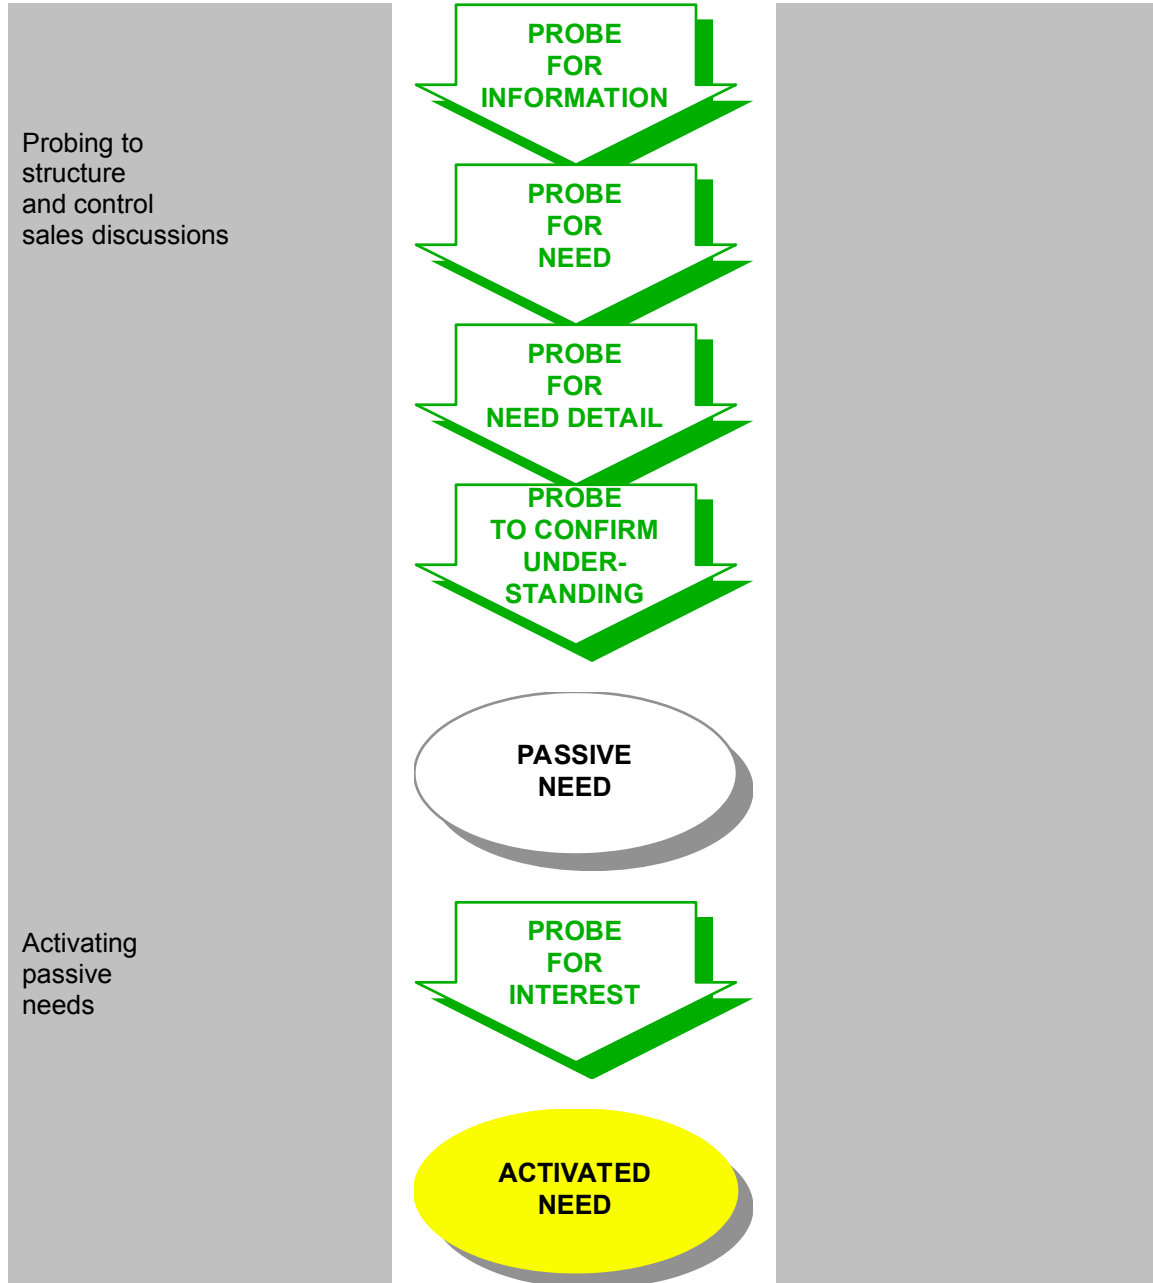 PROBE
FOR
INFORMATION
Probing to
structure
and control
sales discussions
PROBE
FOR
NEED
PROBE
FOR
NEED DETAIL
PROBE
TO CONFIRM
UNDER-
STANDING
PASSIVE
NEED
Activating
passive
needs
PROBE
FOR
INTEREST
ACTIVATED
NEED